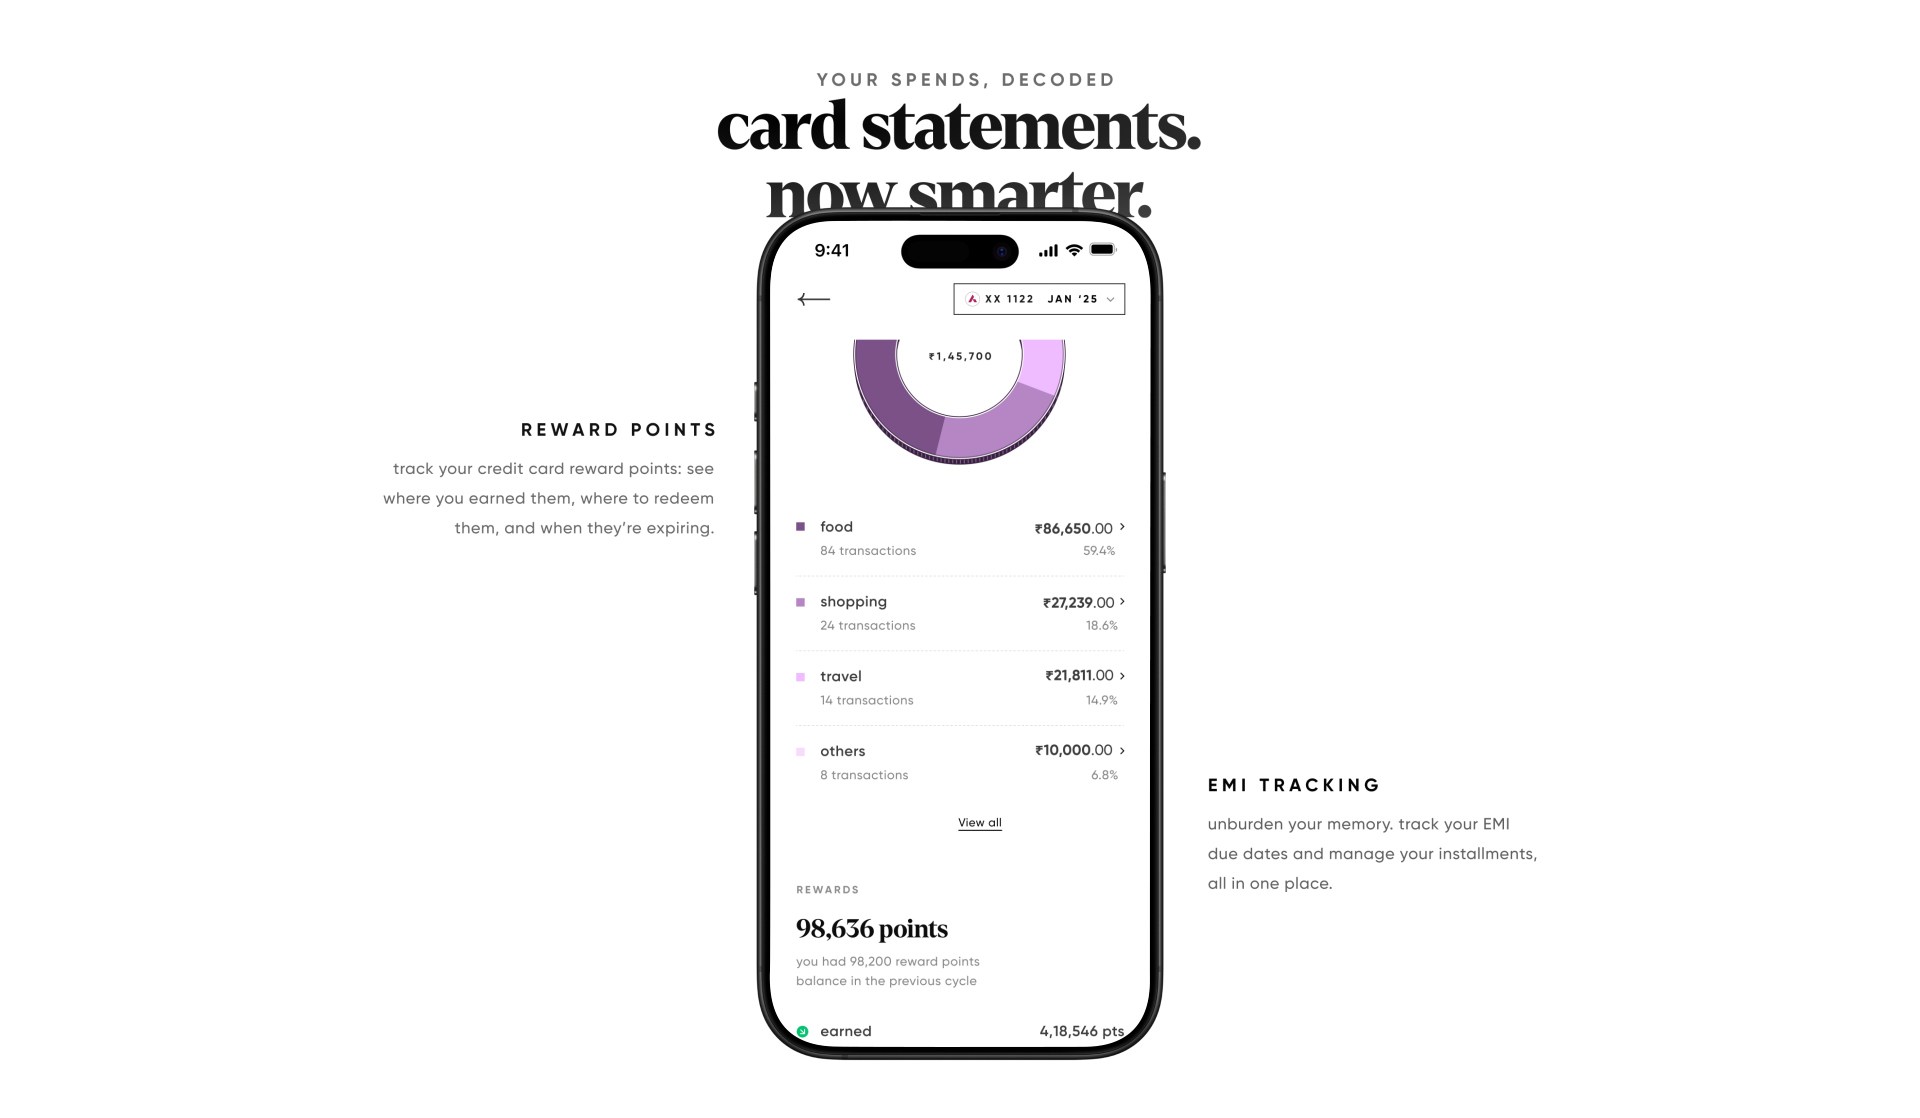 YOUR SPENDS, DECODED
card statements.
now smarter.
9:41
XX 1122 JAN '25
₹1,45,700
REWARD POINTS
track your credit card reward points: see
where you earned them, where to redeem
them, and when they’re expiring.
food ₹86,650.00
84 transactions 59.4%
shopping ₹27,239.00
24 transactions 18.6%
travel ₹21,811.00
14 transactions 14.9%
others ₹10,000.00
8 transactions 6.8%
View all
EMI TRACKING
unburden your memory. track your EMI
due dates and manage your installments,
all in one place.
REWARDS
98,636 points
you had 98,200 reward points
balance in the previous cycle
earned 4,18,546 pts